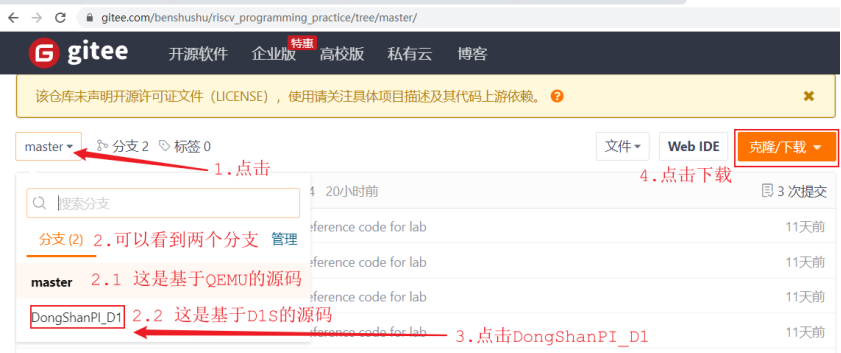 gitee.com/benshushu/riscv_programming_practice/tree/master/
G gitee 开源软件 企业版 特惠 高校版 私有云 博客
该仓库未声明开源许可证文件（LICENSE），使用请关注具体项目描述及其代码上游依赖。
master 分支 2 标签 0 文件 Web IDE 克隆/下载
1.点击
4.点击下载
搜索分支
4 20小时前 3 次提交
分支 (2) 2.可以看到两个分支 管理
eference code for lab 11天前
master 2.1 这是基于QEMU的源码
eference code for lab 11天前
eference code for lab 11天前
DongShanPI_D1 2.2 这是基于D1S的源码
eference code for lab 11天前
3.点击DongShanPI_D1